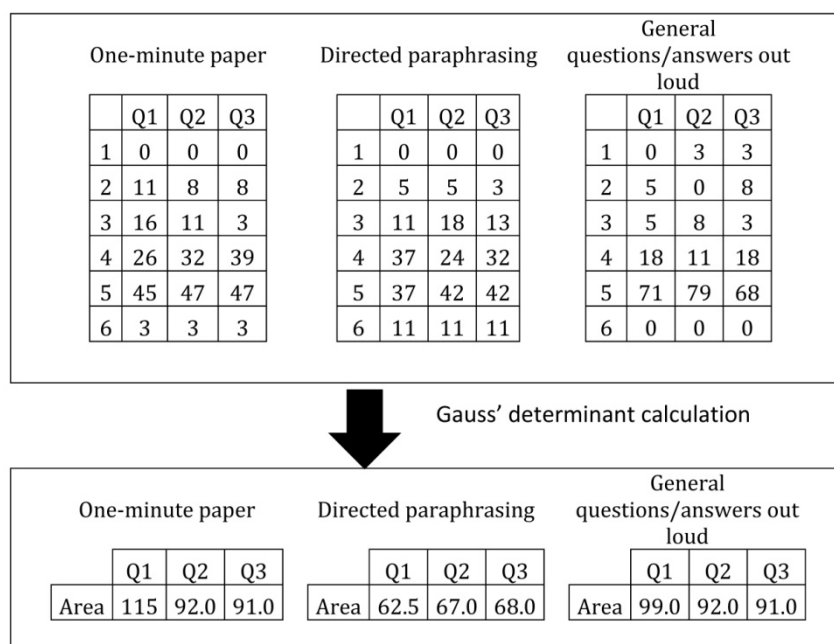 One-minute paper
Q1 Q2 Q3
1 0 0 0
2 11 8 8
3 16 11 3
4 26 32 39
5 45 47 47
6 3 3 3
Directed paraphrasing
Q1 Q2 Q3
1 0 0 0
2 5 5 3
3 11 18 13
4 37 24 32
5 37 42 42
6 11 11 11
General
questions/answers out
loud
Q1 Q2 Q3
1 0 3 3
2 5 0 8
3 5 8 3
4 18 11 18
5 71 79 68
6 0 0 0
Gauss’ determinant calculation
One-minute paper
Q1 Q2 Q3
Area 115 92.0 91.0
Directed paraphrasing
Q1 Q2 Q3
Area 62.5 67.0 68.0
General
questions/answers out
loud
Q1 Q2 Q3
Area 99.0 92.0 91.0